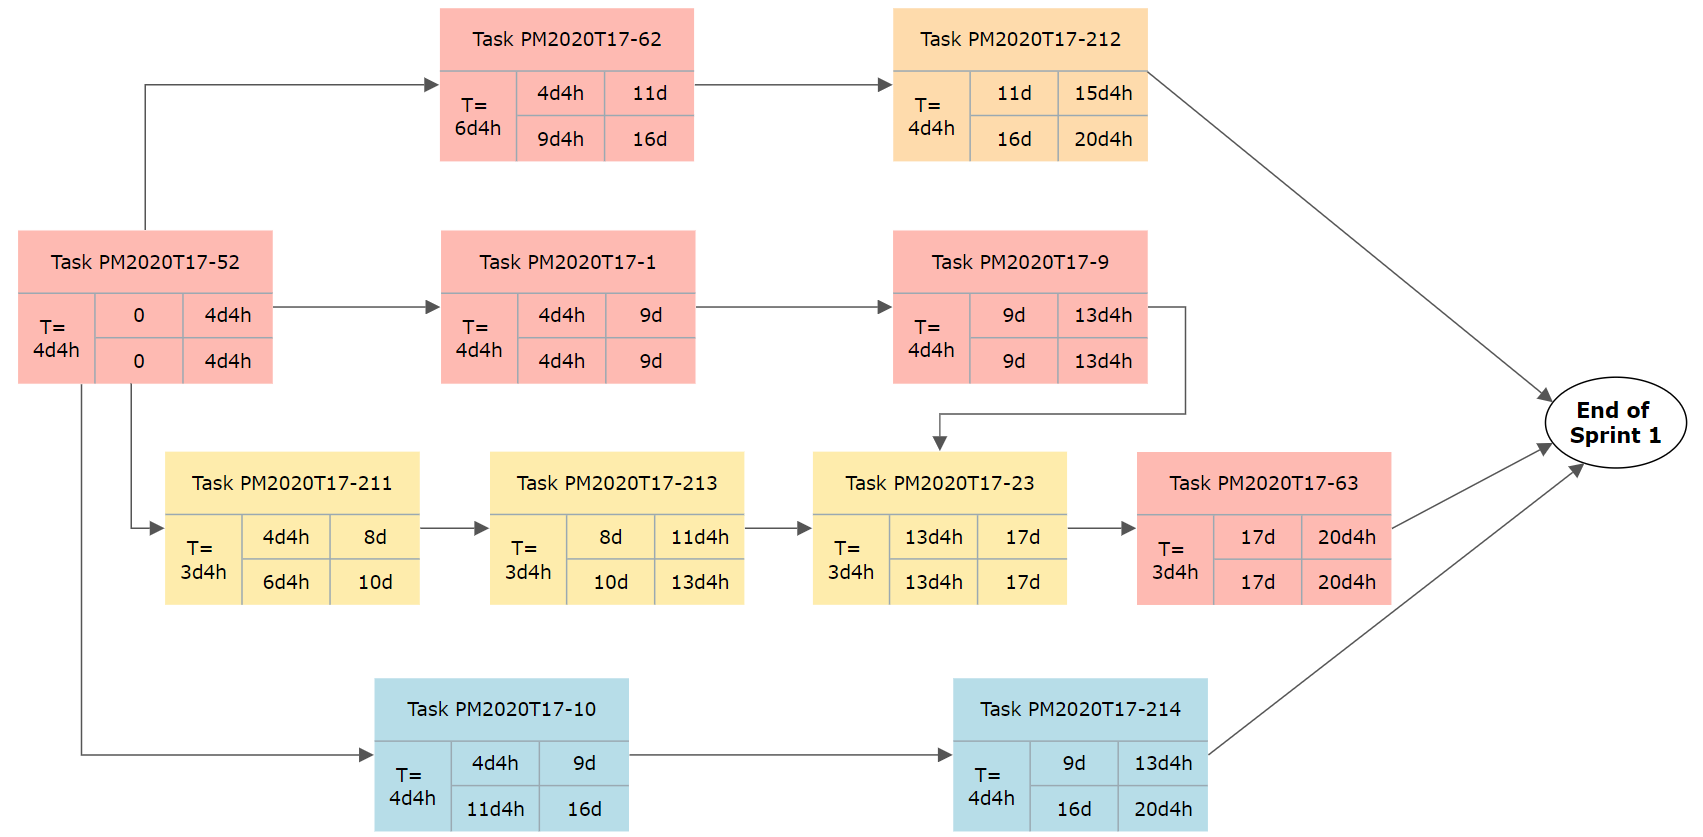 Task PM2020T17-62
T=
6d4h
4d4h 11d
9d4h 16d
Task PM2020T17-212
T=
4d4h
11d 15d4h
16d 20d4h
Task PM2020T17-52
T=
4d4h
0 4d4h
0 4d4h
Task PM2020T17-1
T=
4d4h
4d4h 9d
4d4h 9d
Task PM2020T17-9
T=
4d4h
9d 13d4h
9d 13d4h
End of
Sprint 1
Task PM2020T17-211
T=
3d4h
4d4h 8d
6d4h 10d
Task PM2020T17-213
T=
3d4h
8d 11d4h
10d 13d4h
Task PM2020T17-23
T=
3d4h
13d4h 17d
13d4h 17d
Task PM2020T17-63
T=
3d4h
17d 20d4h
17d 20d4h
Task PM2020T17-10
T=
4d4h
4d4h 9d
11d4h 16d
Task PM2020T17-214
T=
4d4h
9d 13d4h
16d 20d4h